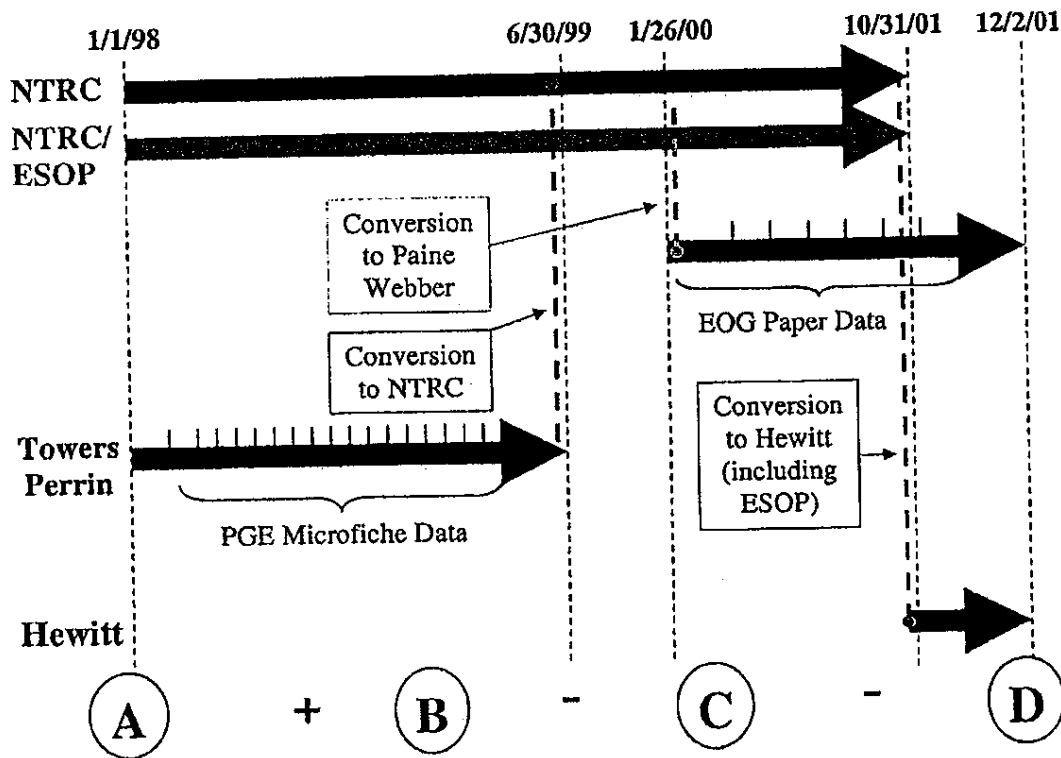 1/1/98
6/30/99
1/26/00
10/31/01
12/2/01
NTRC
NTRC/
ESOP
Conversion
to Paine
Webber
EOG Paper Data
Conversion
to NTRC
Conversion
to Hewitt
(including
ESOP)
Towers
Perrin
PGE Microfiche Data
Hewitt
A + B - C - D